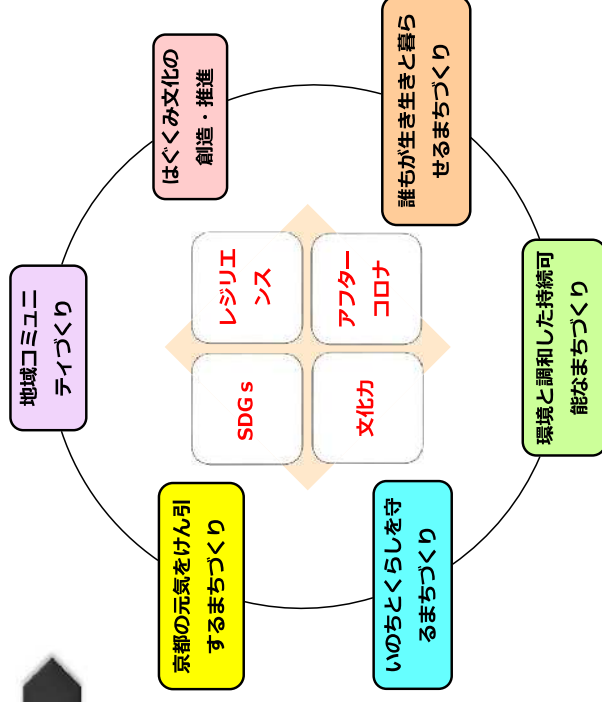 地域コミュニ
ティづくり
はぐくみ文化の
創造・推進
誰もが生き生きと暮ら
せるまちづくり
環境と調和した持続可
能なまちづくり
いのちとくらしを守
るまちづくり
京都の元気をけん引
するまちづくり
SDGｓ
レジリエ
ンス
文化力
アフター
コロナ